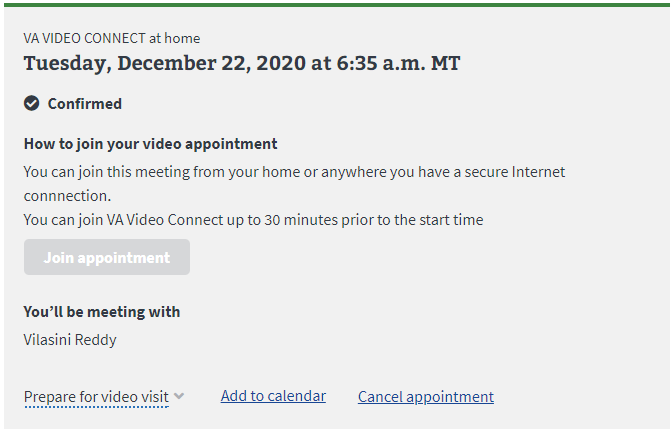 VA VIDEO CONNECT at home
Tuesday, December 22, 2020 at 6:35 a.m. MT
Confirmed
How to join your video appointment
You can join this meeting from your home or anywhere you have a secure Internet
connnection.
You can join VA Video Connect up to 30 minutes prior to the start time
Join appointment
You’ll be meeting with
Vilasini Reddy
Prepare for video visit Add to calendar Cancel appointment